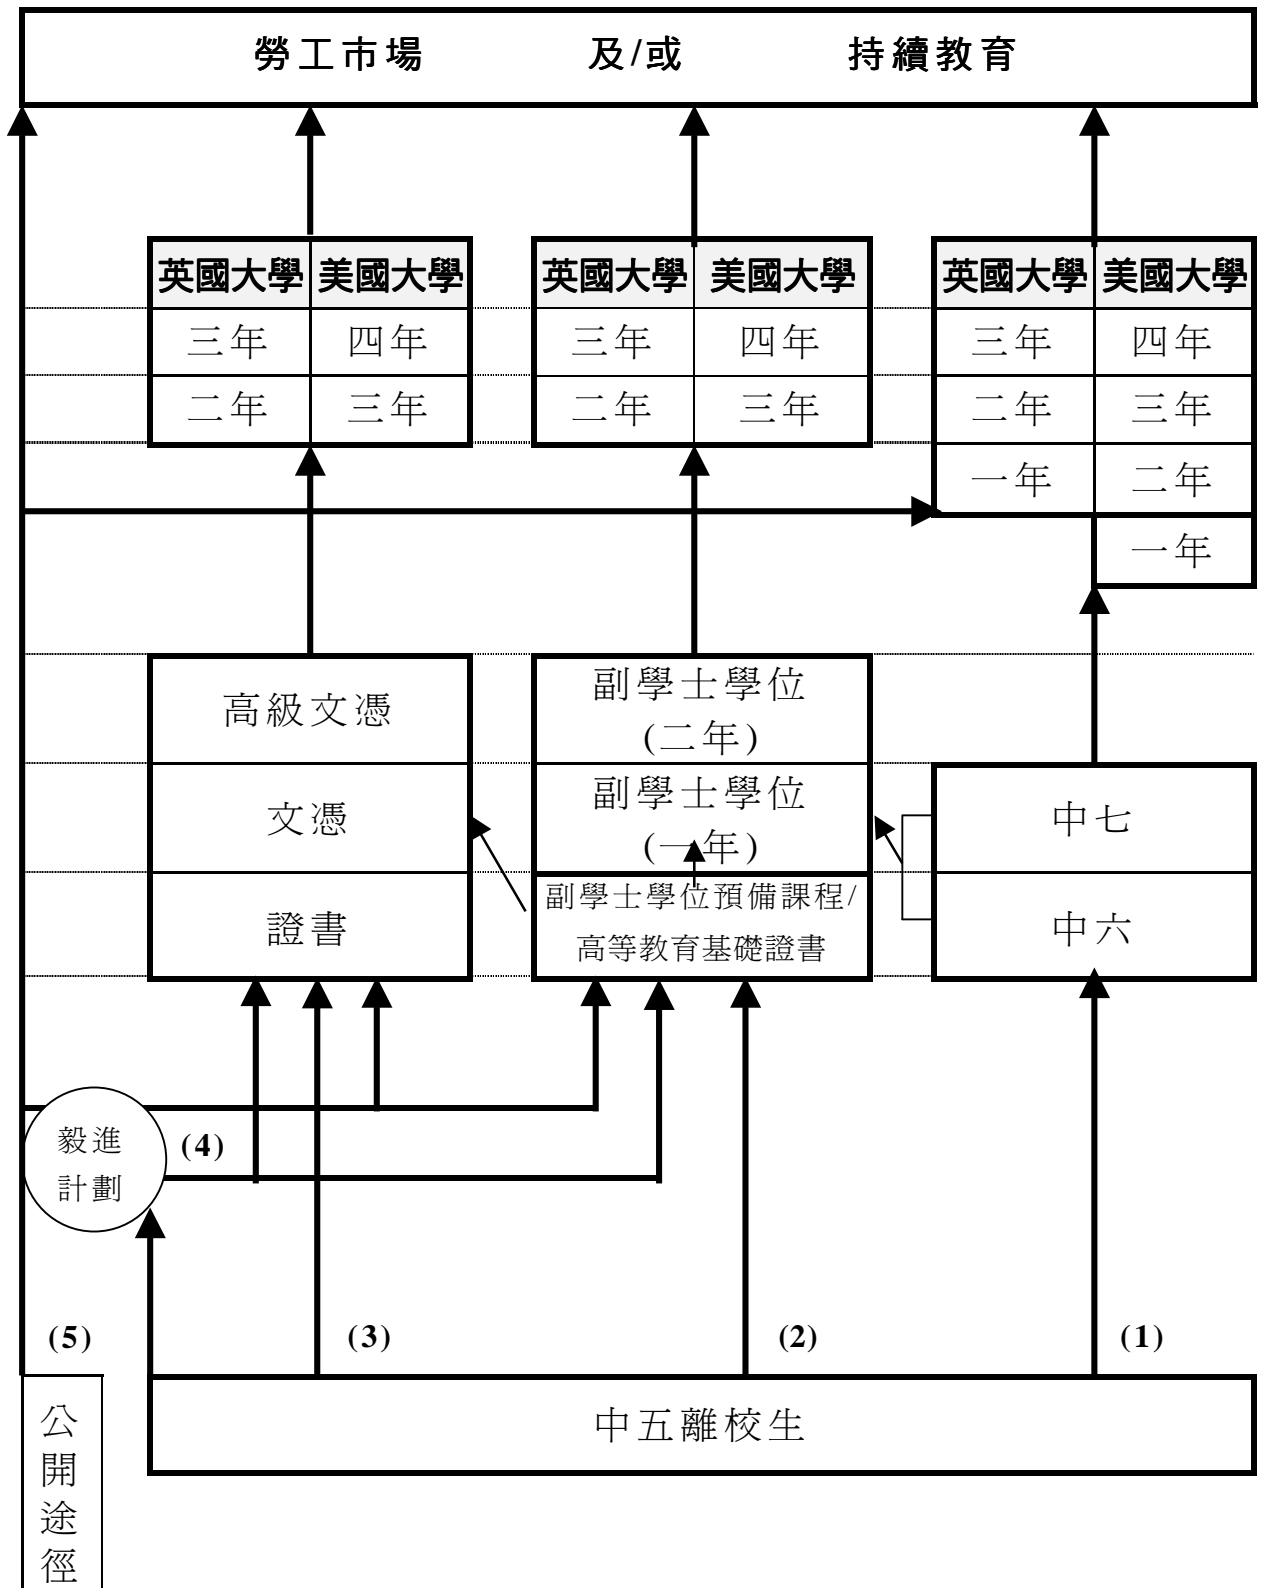 勞工市場 及/或 持續教育
英國大學 美國大學 英國大學 美國大學 英國大學 美國大學
三年 四年 三年 四年 三年 四年
二年 三年 二年 三年 二年 三年
一年 二年
一年
高級文憑
副學士學位
(二年)
文憑
副學士學位
(一年)
中七
證書
副學士學位預備課程/
高等教育基礎證書
中六
毅進
計劃
(4)
(5) (3) (2) (1)
中五離校生
公
開
途
徑